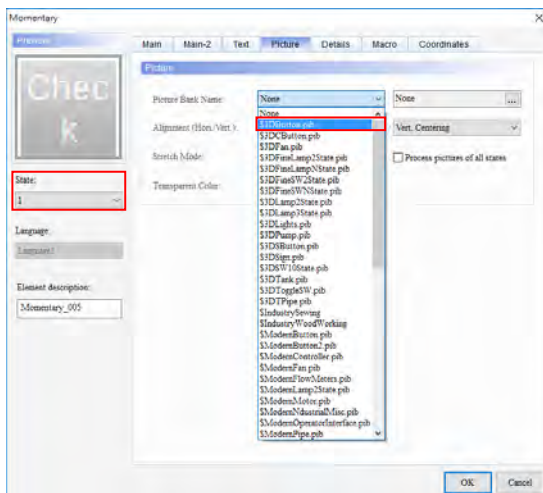 Momentary
Preview
Main Main-2 Text Picture Details Macro Coordinates
Chec
k
Picture
Picture Bank Name: None None ...
Alignment (Hori./Vert.): Vert. Centering
Stretch Mode: Process pictures of all states
Transparent Color:
None
$3DButton.pib
$3DCButton.pib
$3DFan.pib
$3DFineLamp2State.pib
$3DFineLampNState.pib
$3DFineSW2State.pib
$3DFineSWNState.pib
$3DLamp2State.pib
$3DLamp3State.pib
$3DLights.pib
$3DPump.pib
$3DSButton.pib
$3DSign.pib
$3DSW10State.pib
$3DTank.pib
$3DToggleSW.pib
$3DTPipe.pib
$IndustrySewing
$IndustryWoodWorking
$ModernButton.pib
$ModernButton2.pib
$ModernController.pib
$ModernFan.pib
$ModernFlowMeters.pib
$ModernLamp2State.pib
$ModernMotor.pib
$ModernNdustrialMisc.pib
$ModernOperatorInterface.pib
$ModernPipe.pib
State:
1
Language:
Language1
Element description:
Momentary_005
OK Cancel